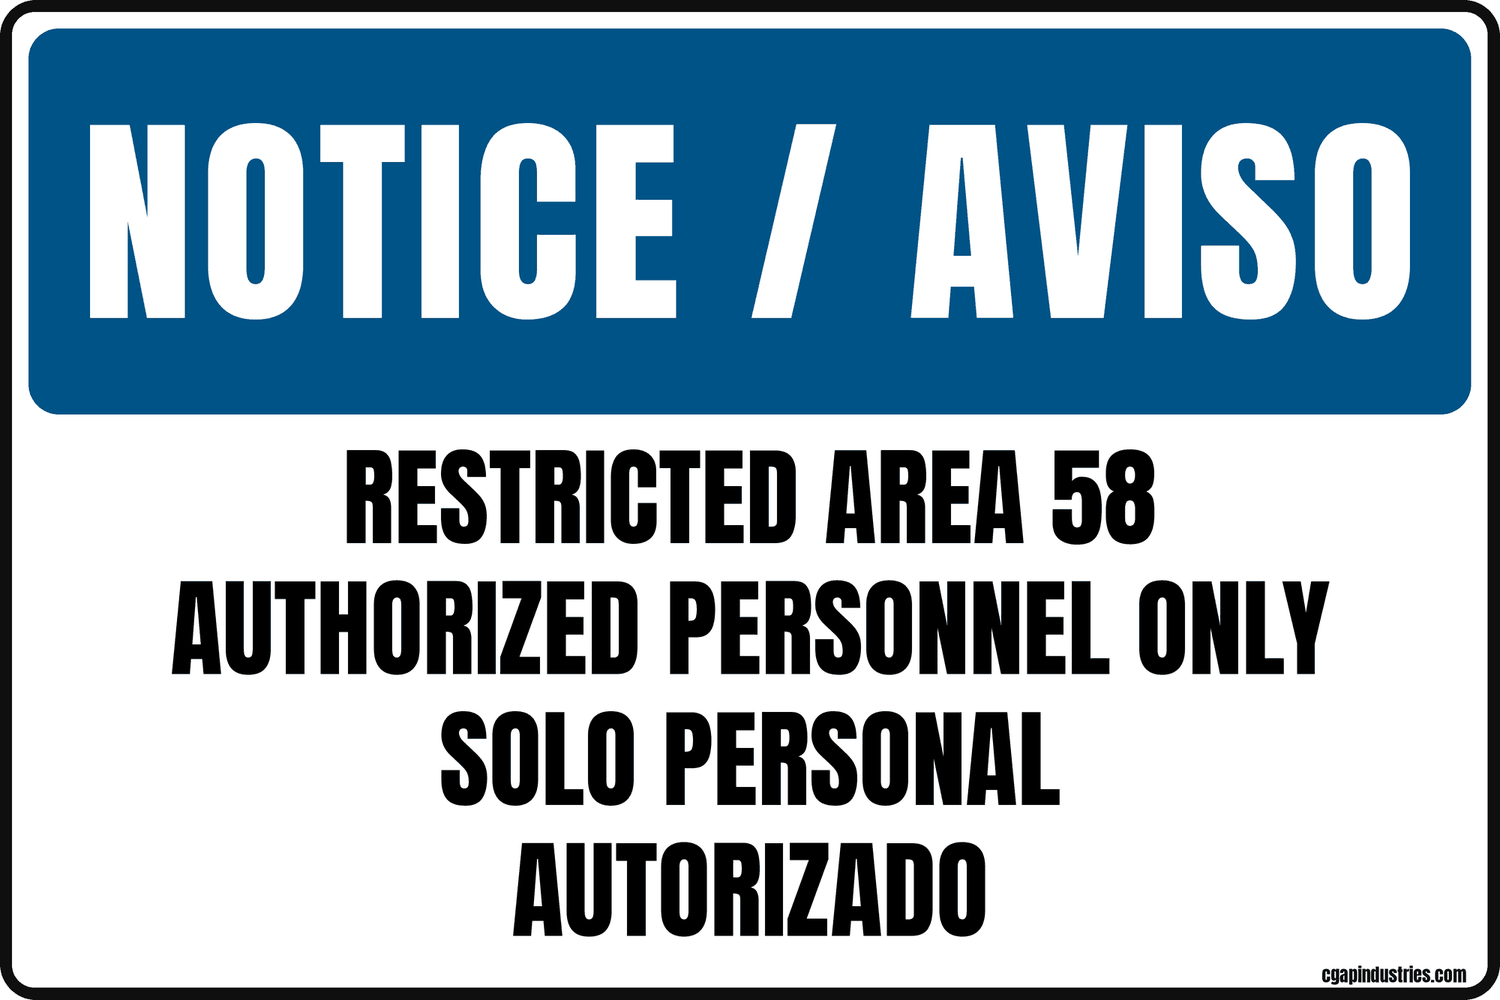 NOTICE / AVISO
RESTRICTED AREA 58
AUTHORIZED PERSONNEL ONLY
SOLO PERSONAL
AUTORIZADO
cgapindustries.com